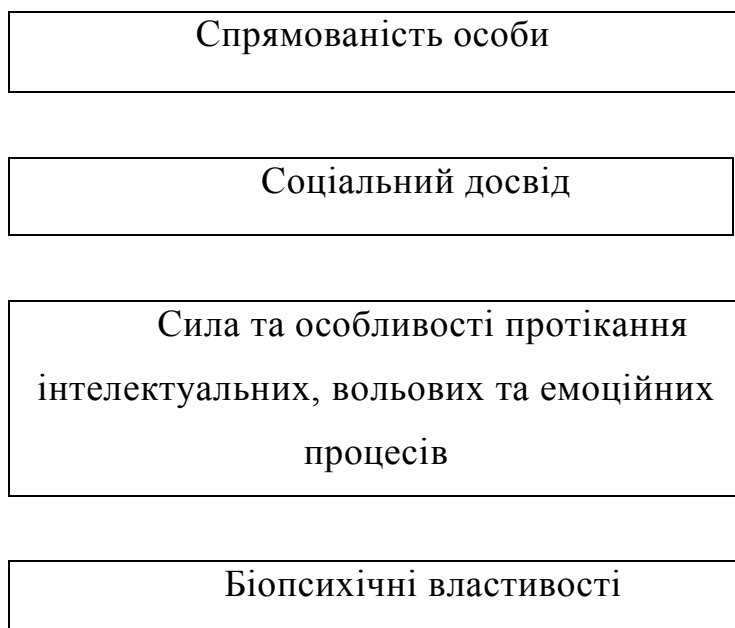 Спрямованість особи
Соціальний досвід
Сила та особливості протікання
інтелектуальних, вольових та емоційних
процесів
Біопсихічні властивості